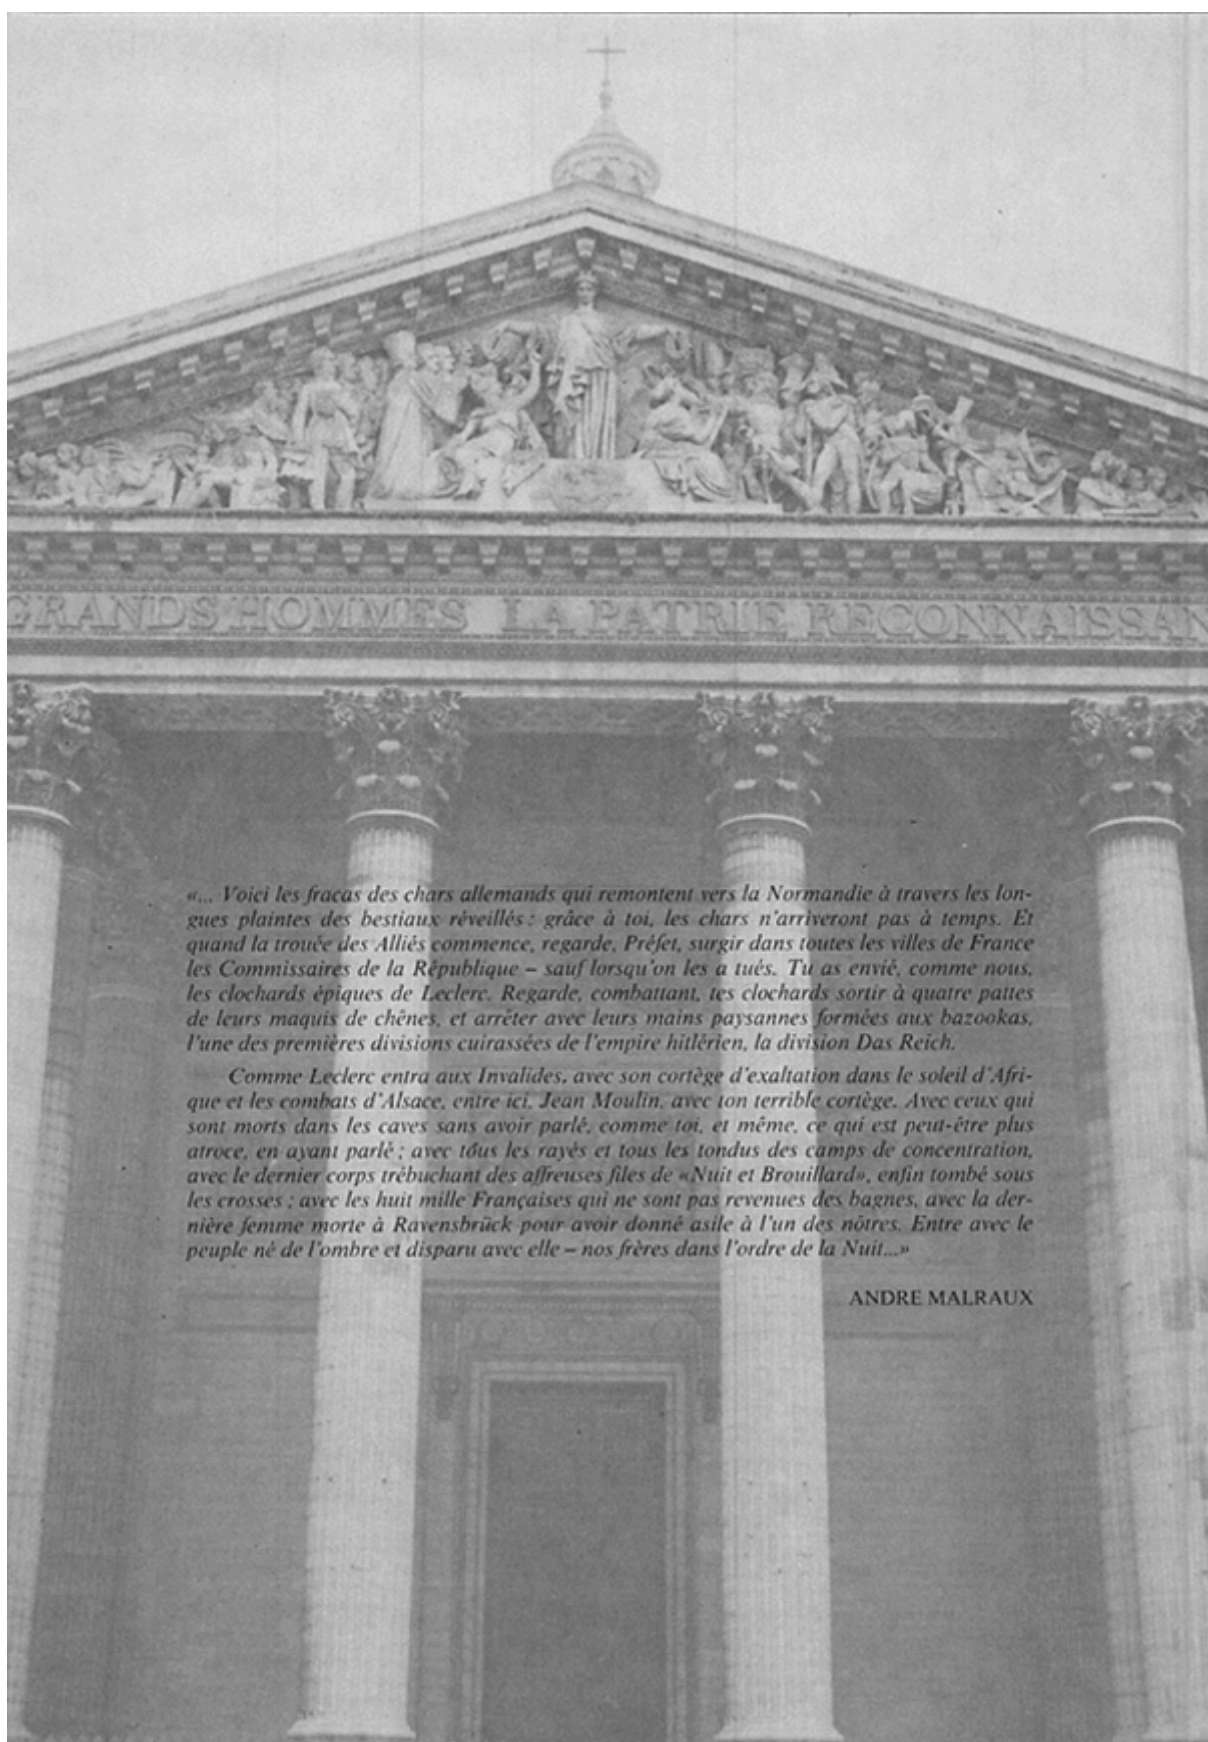 GRANDS HOMMES LA PATRIE RECONNAISSAN
«... Voici les fracas des chars allemands qui remontent vers la Normandie à travers les lon-
gues plaintes des bestiaux réveillés : grâce à toi, les chars n'arriveront pas à temps. Et
quand la trouée des Alliés commence, regarde, Préfet, surgir dans toutes les villes de France
les Commissaires de la République – sauf lorsqu'on les a tués. Tu as envié, comme nous,
les clochards épiques de Leclerc. Regarde, combattant, tes clochards sortir à quatre pattes
de leurs maquis de chênes, et arrêter avec leurs mains paysannes formées aux bazookas,
l'une des premières divisions cuirassées de l'empire hitlérien, la division Das Reich.
Comme Leclerc entra aux Invalides, avec son cortège d'exaltation dans le soleil d'Afri-
que et les combats d'Alsace, entre ici, Jean Moulin, avec ton terrible cortège. Avec ceux qui
sont morts dans les caves sans avoir parlé, comme toi, et même, ce qui est peut-être plus
atroce, en ayant parlé ; avec tous les rayés et tous les tondus des camps de concentration,
avec le dernier corps trébuchant des affreuses files de «Nuit et Brouillard», enfin tombé sous
les crosses ; avec les huit mille Françaises qui ne sont pas revenues des bagnes, avec la der-
nière femme morte à Ravensbrück pour avoir donné asile à l'un des nôtres. Entre avec le
peuple né de l'ombre et disparu avec elle – nos frères dans l'ordre de la Nuit...»
ANDRE MALRAUX